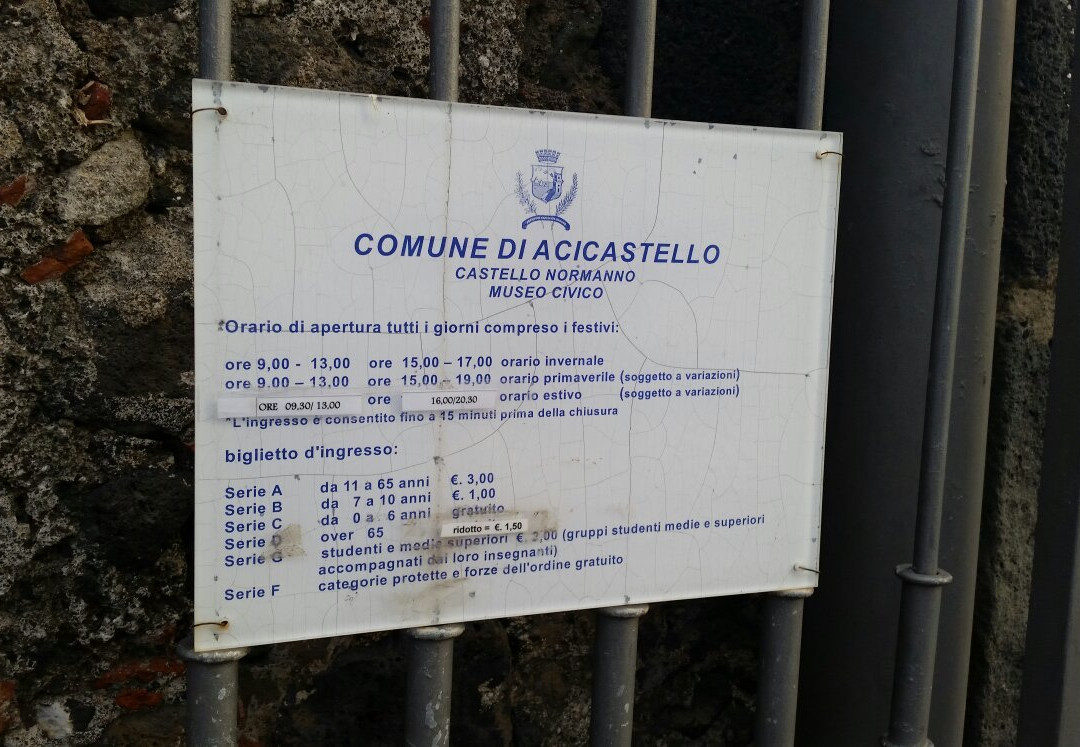 COMUNE DI ACICASTELLO
CASTELLO NORMANNO
MUSEO CIVICO
*Orario di apertura tutti i giorni compreso i festivi:
ore 9,00 - 13,00 ore 15,00 – 17,00 orario invernale
ore 9.00 – 13,00 ore 15,00 – 19,00 orario primaverile (soggetto a variazioni)
ORE 09,30/ 13,00 ore 16,00/20,30 orario estivo (soggetto a variazioni)
*L'ingresso è consentito fino a 15 minuti prima della chiusura
biglietto d'ingresso:
Serie A da 11 a 65 anni €. 3,00
Serie B da 7 a 10 anni €. 1,00
Serie C da 0 a 6 anni gratuito
Serie D over 65 ridotto = €. 1,50
Serie G studenti e medie superiori €. 2,00 (gruppi studenti medie e superiori
accompagnati dai loro insegnanti)
Serie F categorie protette e forze dell'ordine gratuito